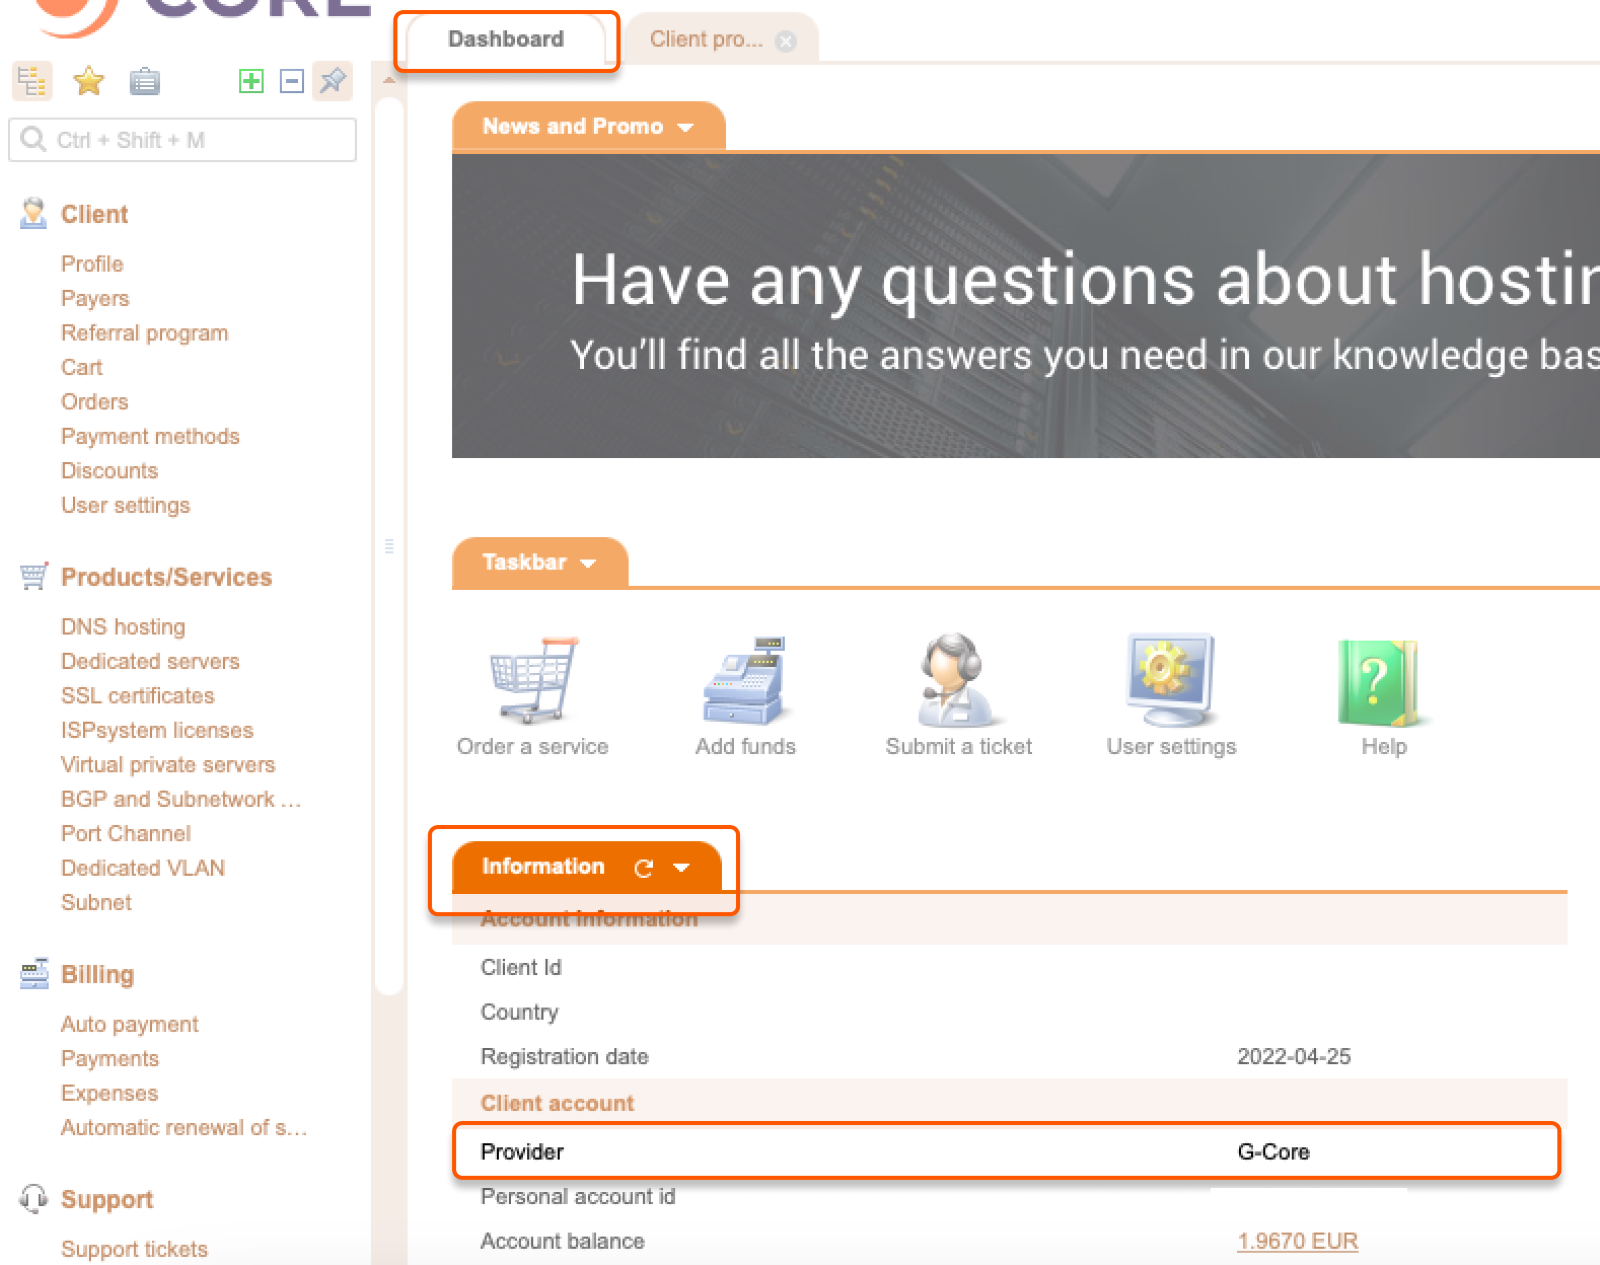 CORE
Dashboard
Client pro...
Ctrl + Shift + M
Client
Profile
Payers
Referral program
Cart
Orders
Payment methods
Discounts
User settings
Products/Services
DNS hosting
Dedicated servers
SSL certificates
ISPsystem licenses
Virtual private servers
BGP and Subnetwork ...
Port Channel
Dedicated VLAN
Subnet
Billing
Auto payment
Payments
Expenses
Automatic renewal of s...
Support
Support tickets
News and Promo
Have any questions about hostin
You'll find all the answers you need in our knowledge bas
Taskbar
Order a service
Add funds
Submit a ticket
User settings
?
Help
Information
Account Information
Client Id
Country
Registration date 2022-04-25
Client account
Provider G-Core
Personal account id
Account balance 1.9670 EUR